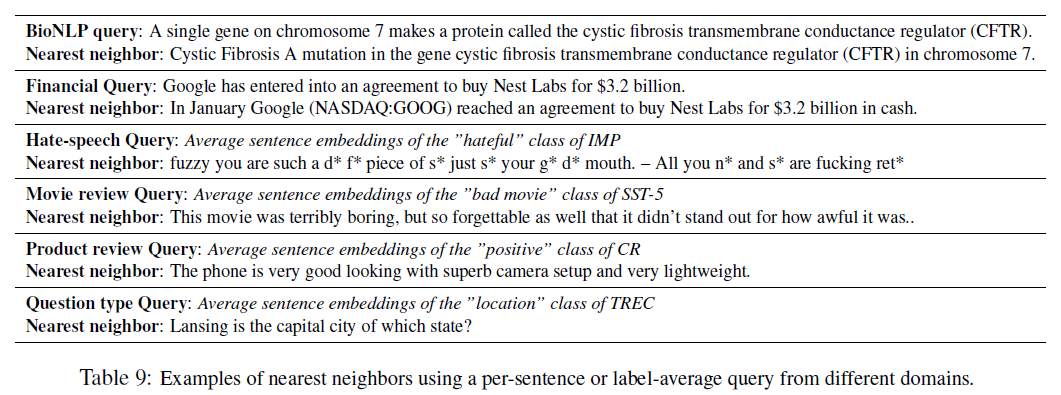 BioNLP query: A single gene on chromosome 7 makes a protein called the cystic fibrosis transmembrane conductance regulator (CFTR).
Nearest neighbor: Cystic Fibrosis A mutation in the gene cystic fibrosis transmembrane conductance regulator (CFTR) in chromosome 7.
Financial Query: Google has entered into an agreement to buy Nest Labs for $3.2 billion.
Nearest neighbor: In January Google (NASDAQ:GOOG) reached an agreement to buy Nest Labs for $3.2 billion in cash.
Hate-speech Query: Average sentence embeddings of the ”hateful” class of IMP
Nearest neighbor: fuzzy you are such a d* f* piece of s* just s* your g* d* mouth. – All you n* and s* are fucking ret*
Movie review Query: Average sentence embeddings of the ”bad movie” class of SST-5
Nearest neighbor: This movie was terribly boring, but so forgettable as well that it didn’t stand out for how awful it was..
Product review Query: Average sentence embeddings of the ”positive” class of CR
Nearest neighbor: The phone is very good looking with superb camera setup and very lightweight.
Question type Query: Average sentence embeddings of the ”location” class of TREC
Nearest neighbor: Lansing is the capital city of which state?
Table 9: Examples of nearest neighbors using a per-sentence or label-average query from different domains.